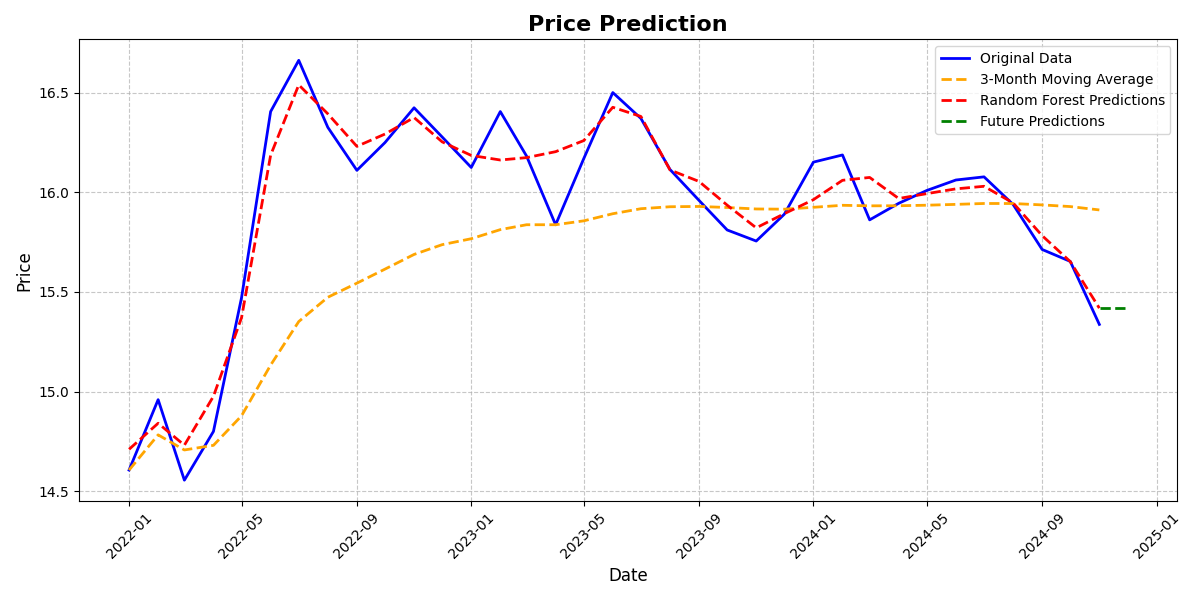 Price Prediction
Original Data
3-Month Moving Average
Random Forest Predictions
Future Predictions
Price
16.5
16.0
15.5
15.0
14.5
2022-01
2022-05
2022-09
2023-01
2023-05
2023-09
2024-01
2024-05
2024-09
2025-01
Date